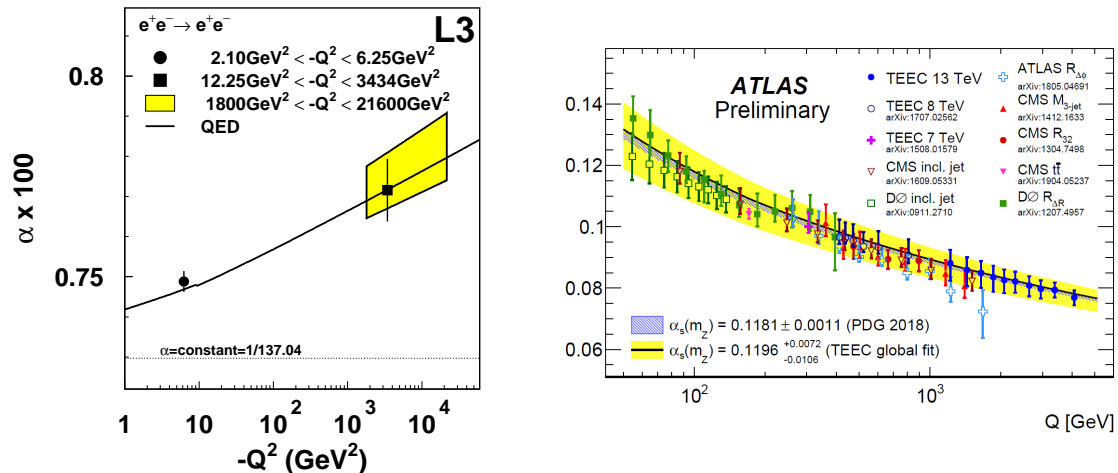 e⁺e⁻→ e⁺e⁻
L3
2.10GeV² < -Q² < 6.25GeV²
12.25GeV² < -Q² < 3434GeV²
1800GeV² < -Q² < 21600GeV²
QED
0.8
0.75
α x 100
α=constant=1/137.04
1 10 10² 10³ 10⁴
-Q² (GeV²)
10² 10³ Q [GeV]
ATLAS
Preliminary
TEEC 13 TeV
TEEC 8 TeV
arXiv:1707.02562
TEEC 7 TeV
arXiv:1508.01579
CMS incl. jet
arXiv:1609.05331
DØ incl. jet
arXiv:0911.2710
ATLAS R_Δφ
arXiv:1805.04691
CMS M_3-jet
arXiv:1412.1633
CMS R_32
arXiv:1304.7498
CMS tt̅
arXiv:1904.05237
DØ R_ΔR
arXiv:1207.4957
0.14
0.12
0.1
0.08
0.06
α_s(m_Z) = 0.1181 ± 0.0011 (PDG 2018)
α_s(m_Z) = 0.1196 +0.0072 -0.0106 (TEEC global fit)
10² 10³
Q [GeV]